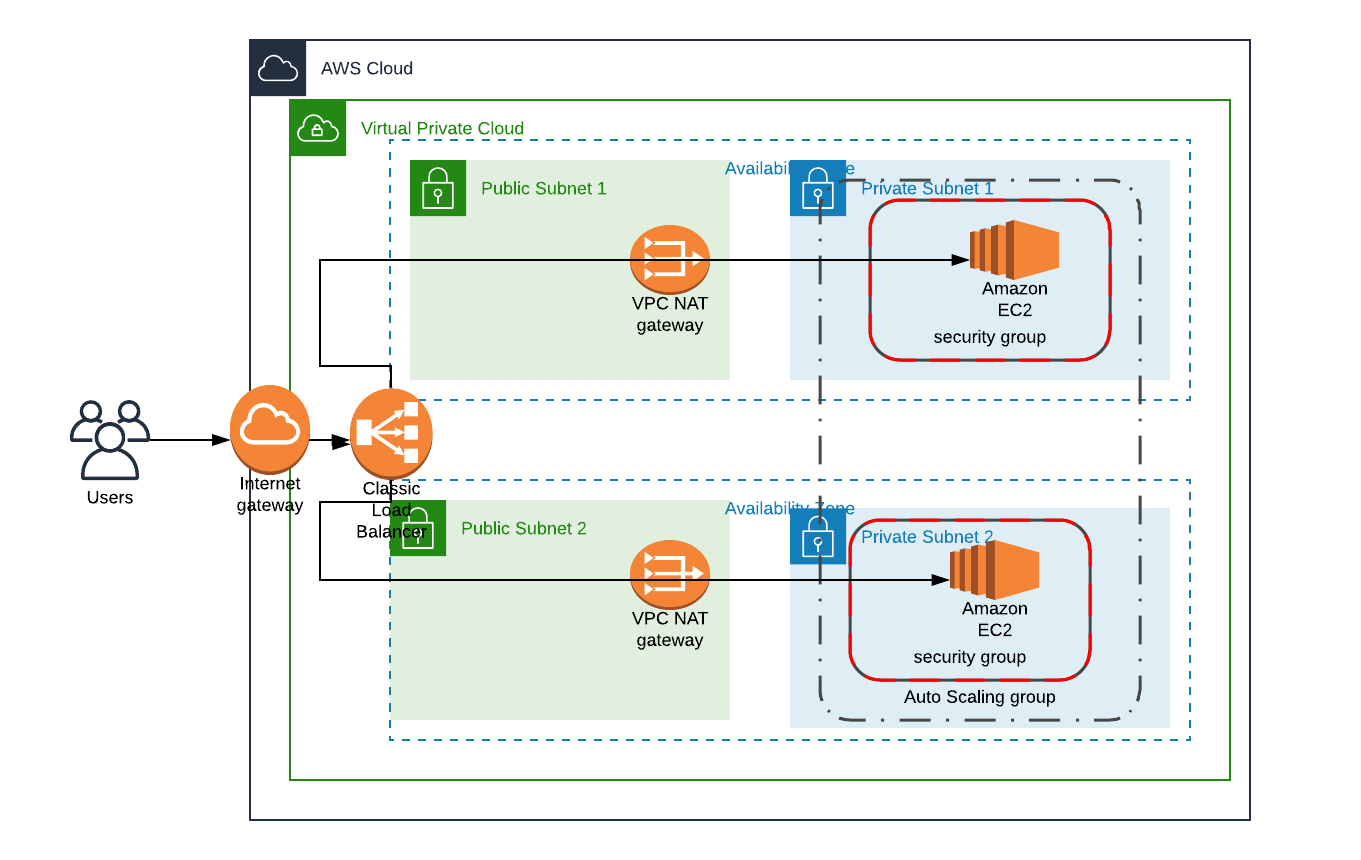 AWS Cloud
Virtual Private Cloud
Public Subnet 1
Private Subnet 1
VPC NAT
gateway
Amazon
EC2
security group
Users
Internet
gateway
Classic
Load
Balancer
Availability Zone
Public Subnet 2
Private Subnet 2
VPC NAT
gateway
Amazon
EC2
security group
Auto Scaling group